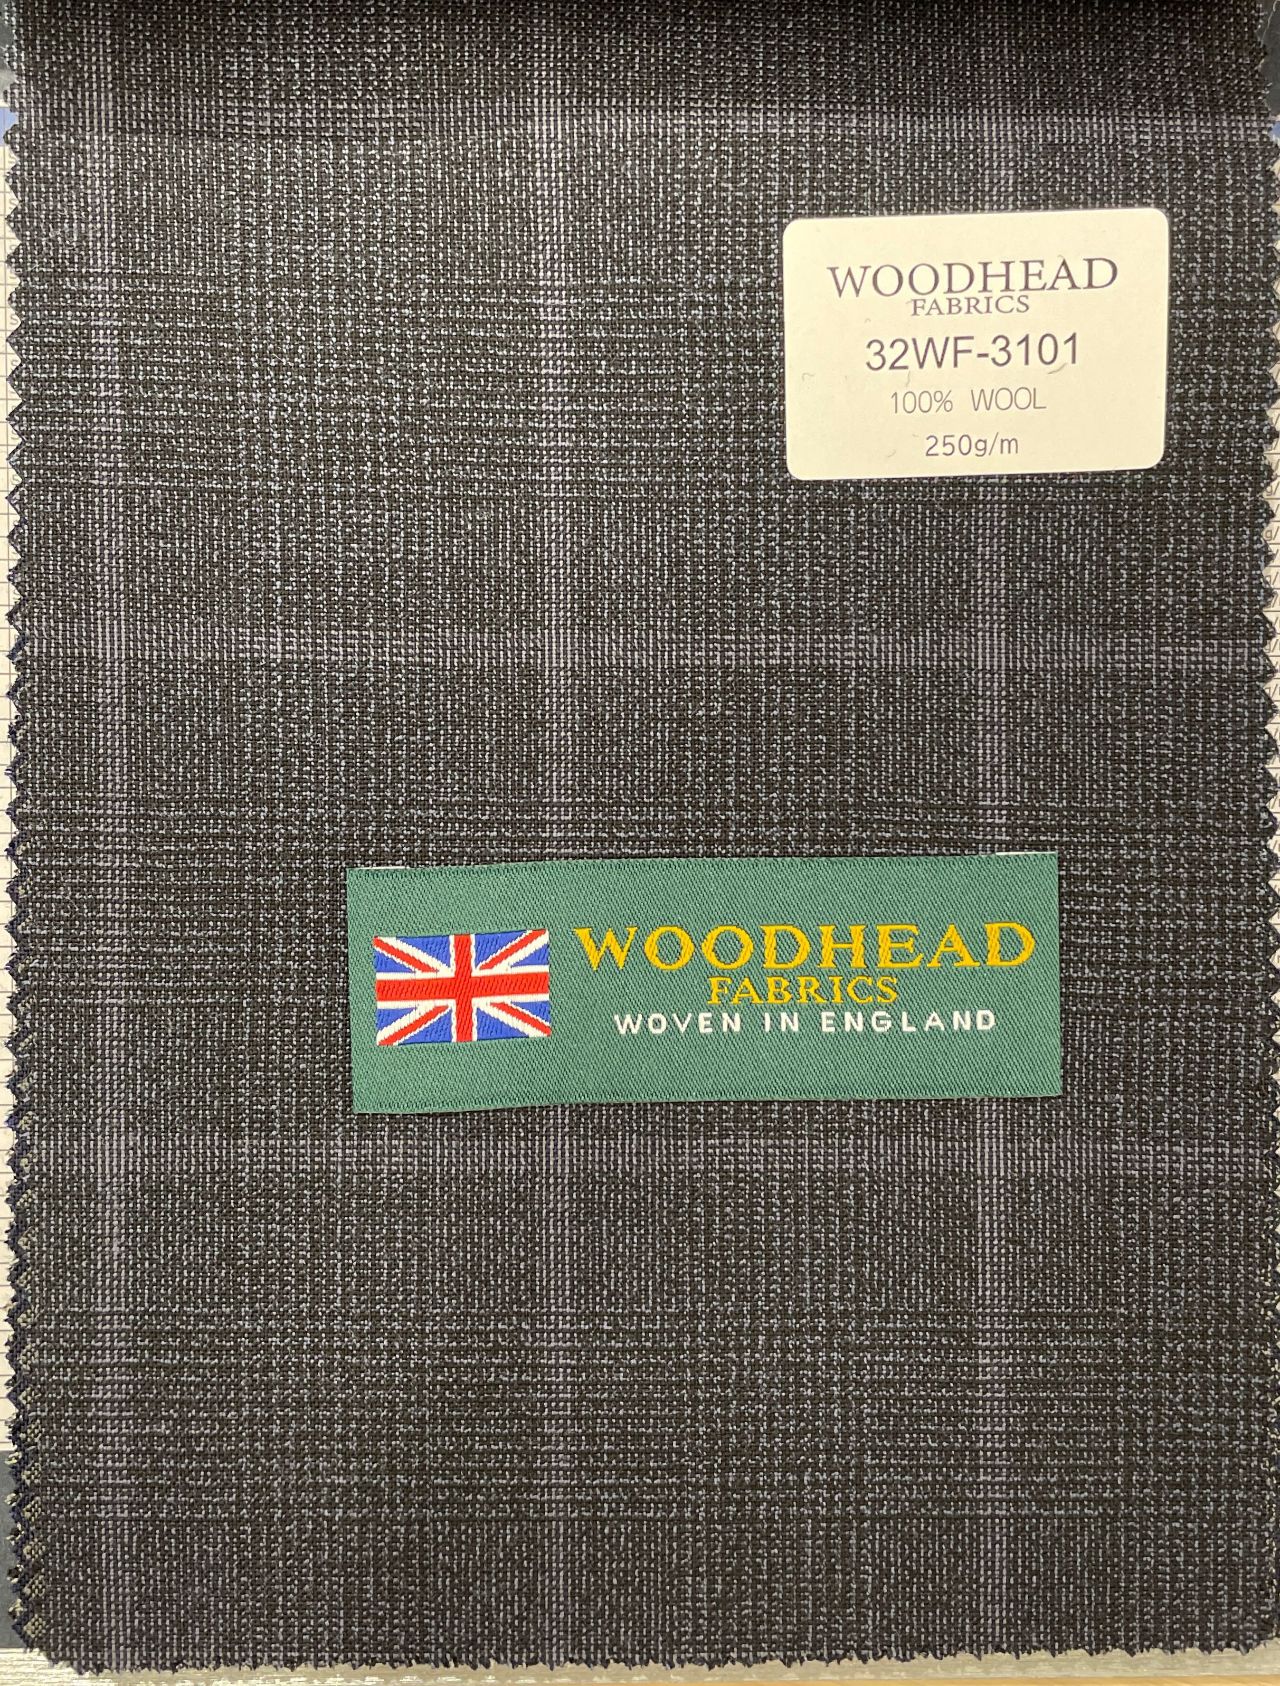 WOODHEAD
FABRICS
32WF-3101
100% WOOL
250g/m
WOODHEAD
FABRICS
WOVEN IN ENGLAND